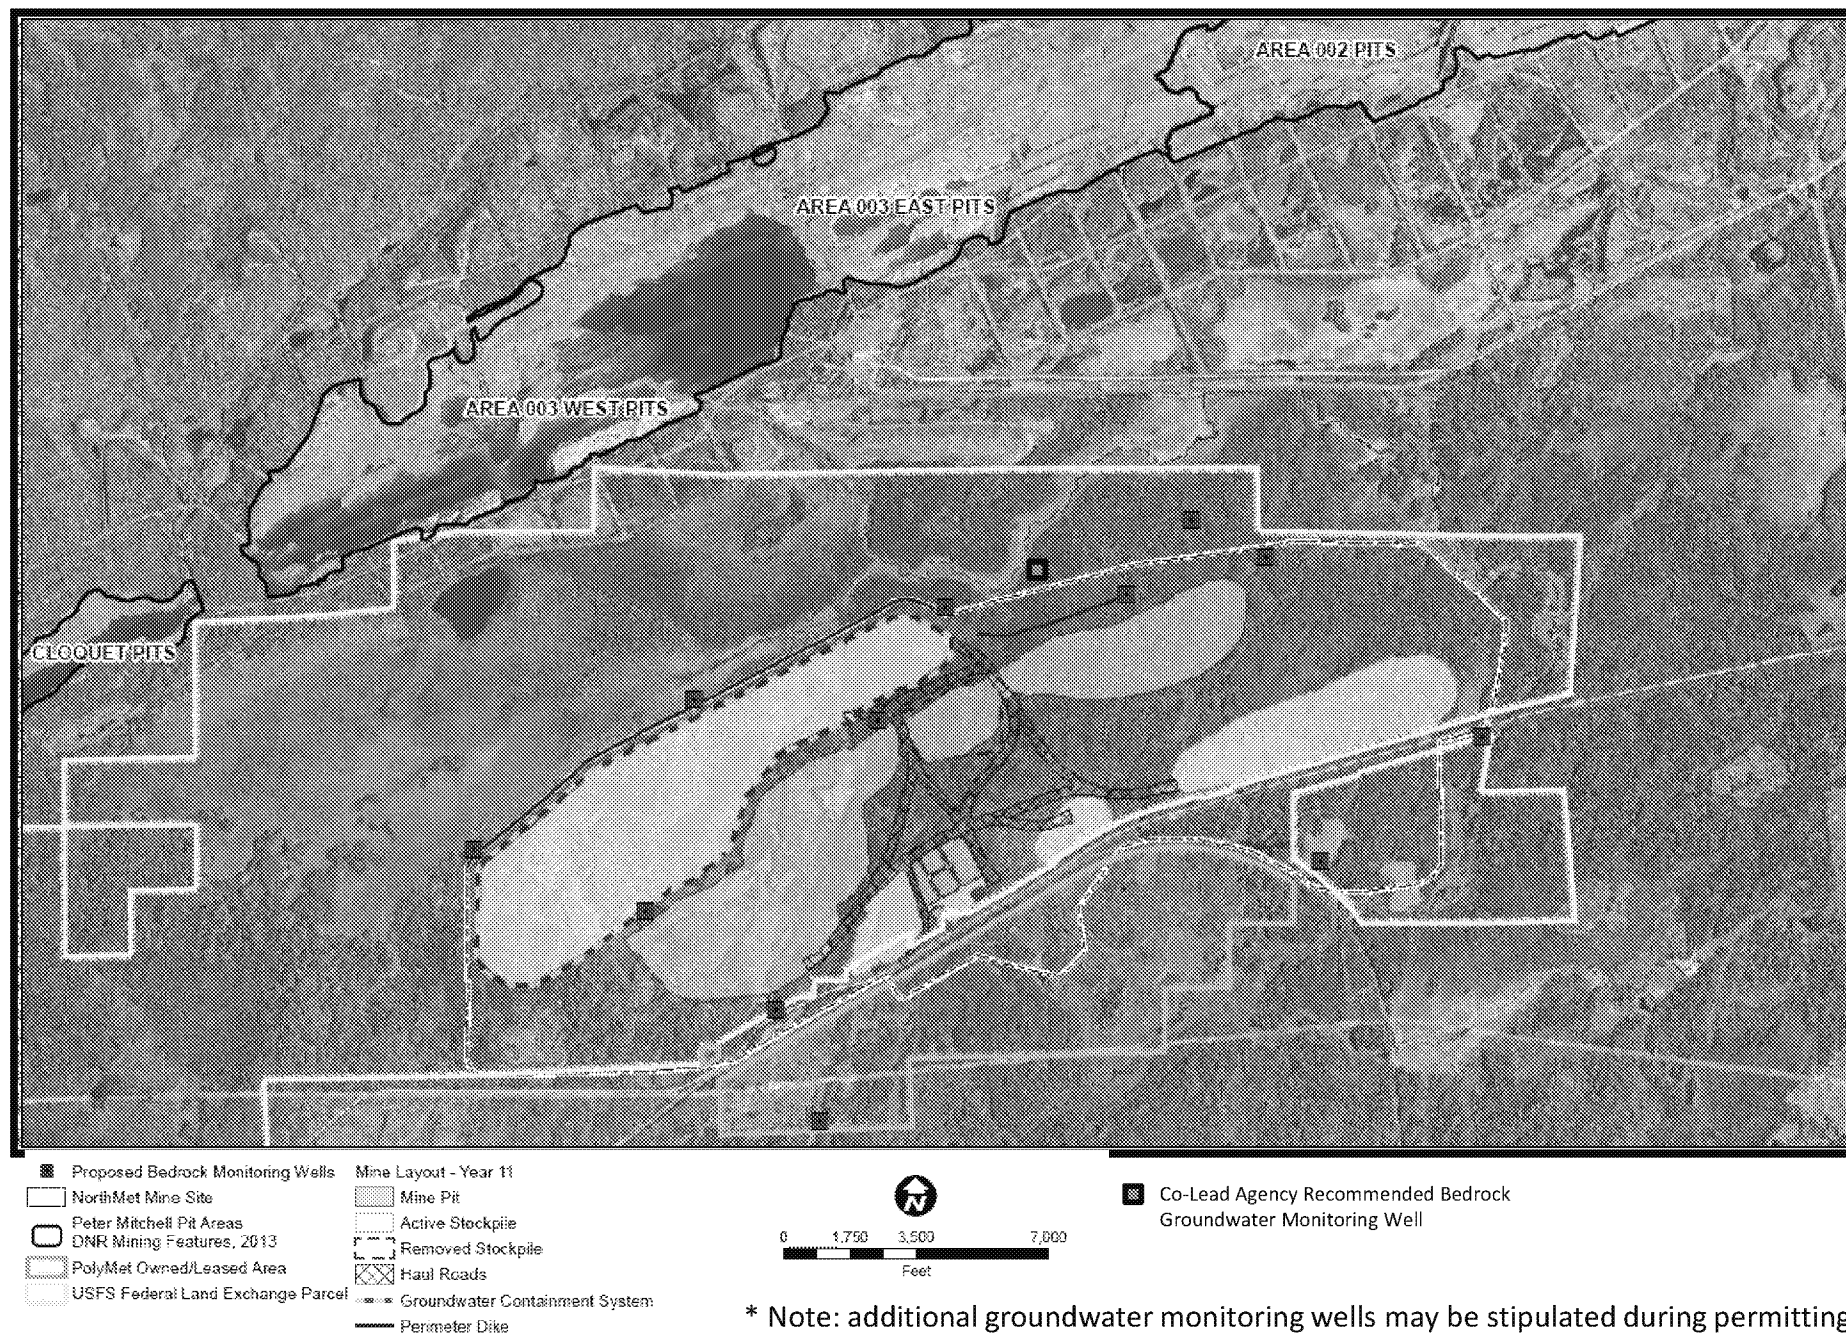 AREA 002 PITS
AREA 003 EAST PITS
AREA 003 WEST PITS
CLOQUET PITS
Proposed Bedrock Monitoring Wells
NorthMet Mine Site
Peter Mitchell Pit Areas
DNR Mining Features, 2013
PolyMet Owned/Leased Area
USFS Federal Land Exchange Parcel
Mine Layout - Year 11
Mine Pit
Active Stockpile
Removed Stockpile
Haul Roads
Groundwater Containment System
Perimeter Dike
N
0 1,750 3,500 7,000
Feet
Co-Lead Agency Recommended Bedrock
Groundwater Monitoring Well
* Note: additional groundwater monitoring wells may be stipulated during permitting